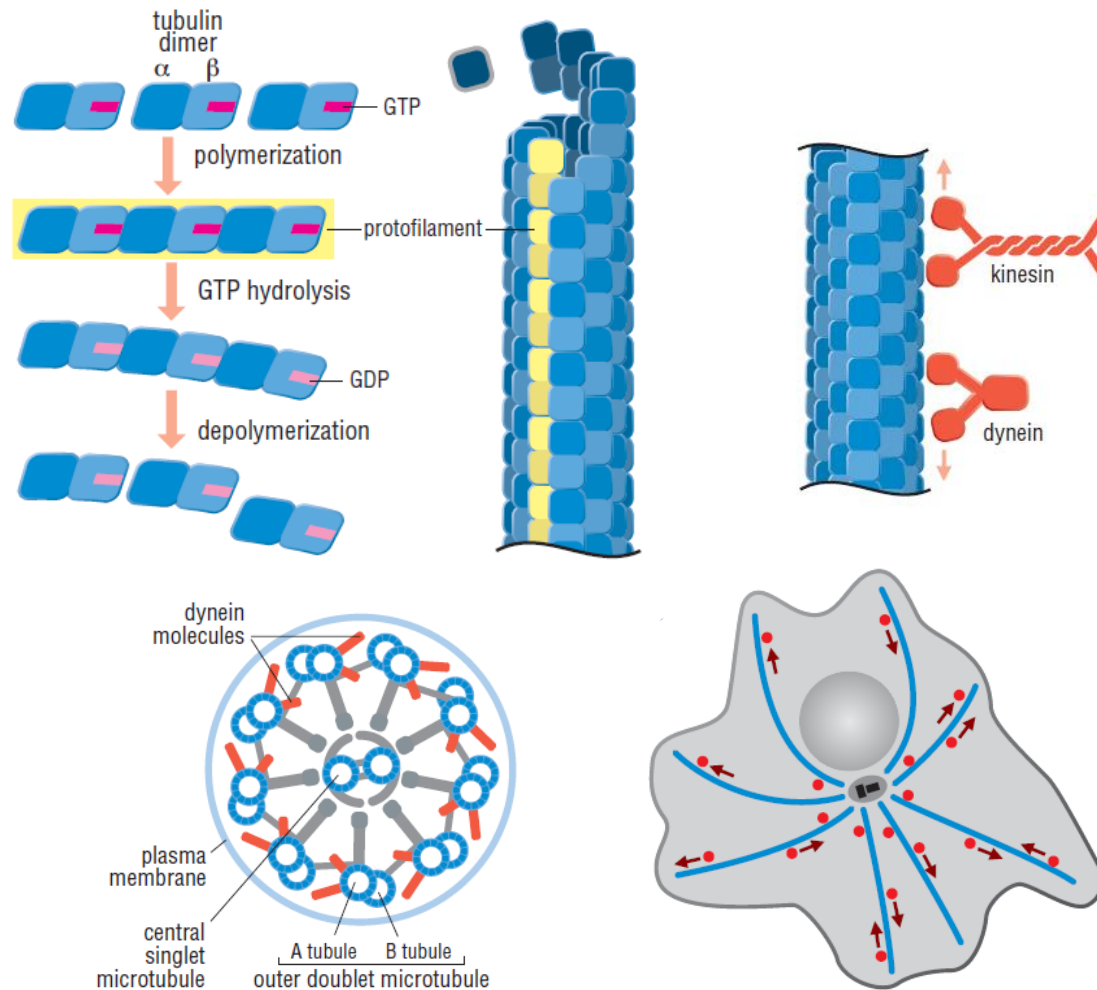 tubulin
dimer
α β
GTP
polymerization
protofilament
GTP hydrolysis
GDP
depolymerization
kinesin
dynein
dynein
molecules
plasma
membrane
central
singlet
microtubule
A tubule B tubule
outer doublet microtubule